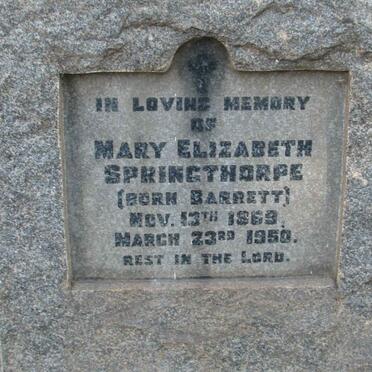 IN LOVING MEMORY
OF
MARY ELIZABETH
SPRINGTHORPE
(BORN BARRETT)
NOV. 13TH 1869,
MARCH 23RD 1950.
REST IN THE LORD.